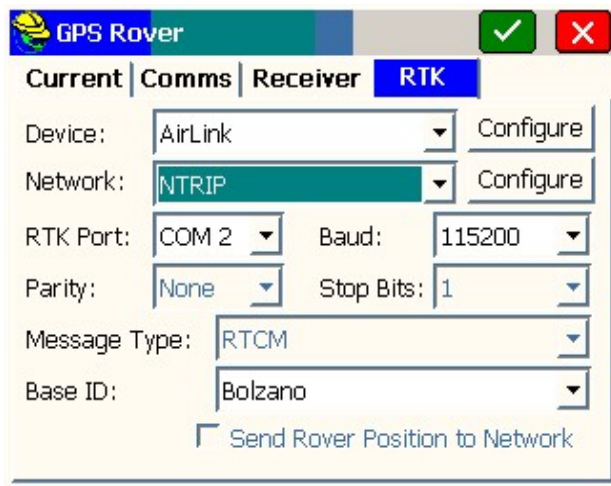 GPS Rover
Current Comms Receiver RTK
Device: AirLink Configure
Network: NTRIP Configure
RTK Port: COM 2 Baud: 115200
Parity: None Stop Bits: 1
Message Type: RTCM
Base ID: Bolzano
Send Rover Position to Network